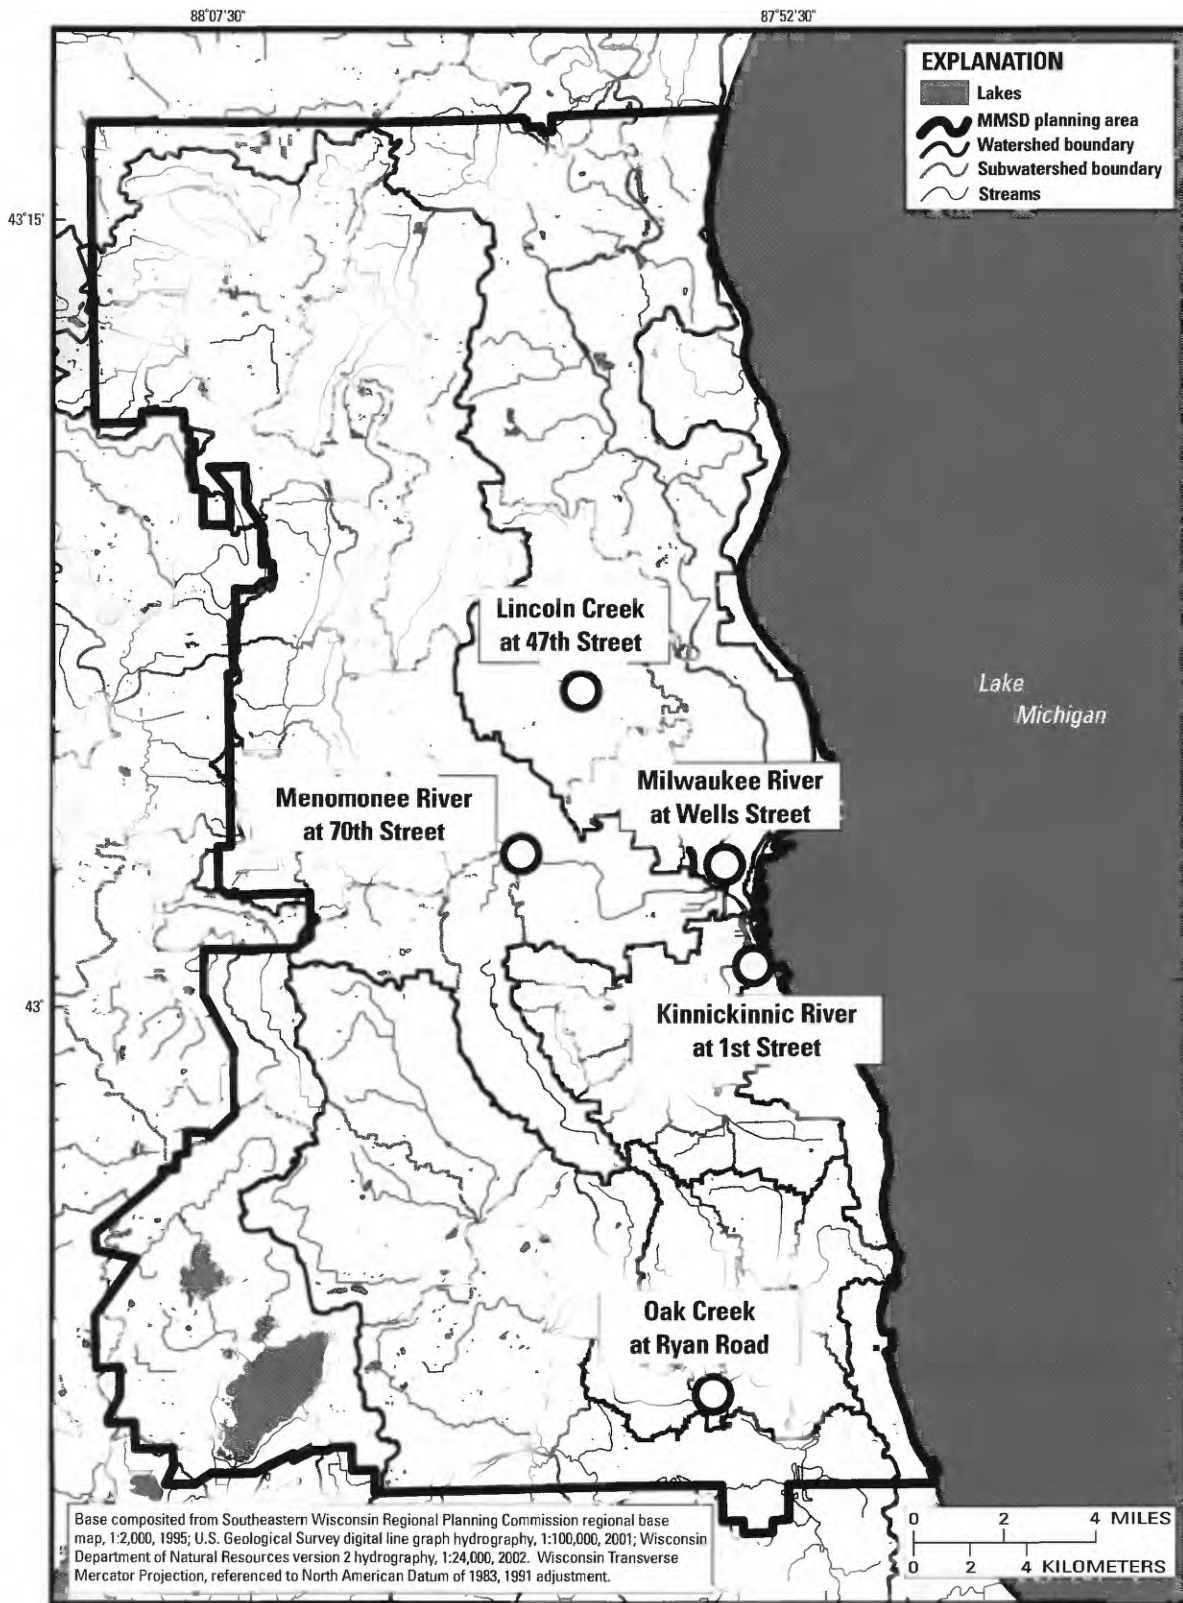 88°07'30"
87°52'30"
EXPLANATION
Lakes
MMSD planning area
Watershed boundary
Subwatershed boundary
Streams
43°15'
Lincoln Creek
at 47th Street
Lake
Michigan
Menomonee River
at 70th Street
Milwaukee River
at Wells Street
43°
Kinnickinnic River
at 1st Street
Oak Creek
at Ryan Road
Base composited from Southeastern Wisconsin Regional Planning Commission regional base
map, 1:2,000, 1995; U.S. Geological Survey digital line graph hydrography, 1:100,000, 2001; Wisconsin
Department of Natural Resources version 2 hydrography, 1:24,000, 2002. Wisconsin Transverse
Mercator Projection, referenced to North American Datum of 1983, 1991 adjustment.
0 2 4 MILES
0 2 4 KILOMETERS